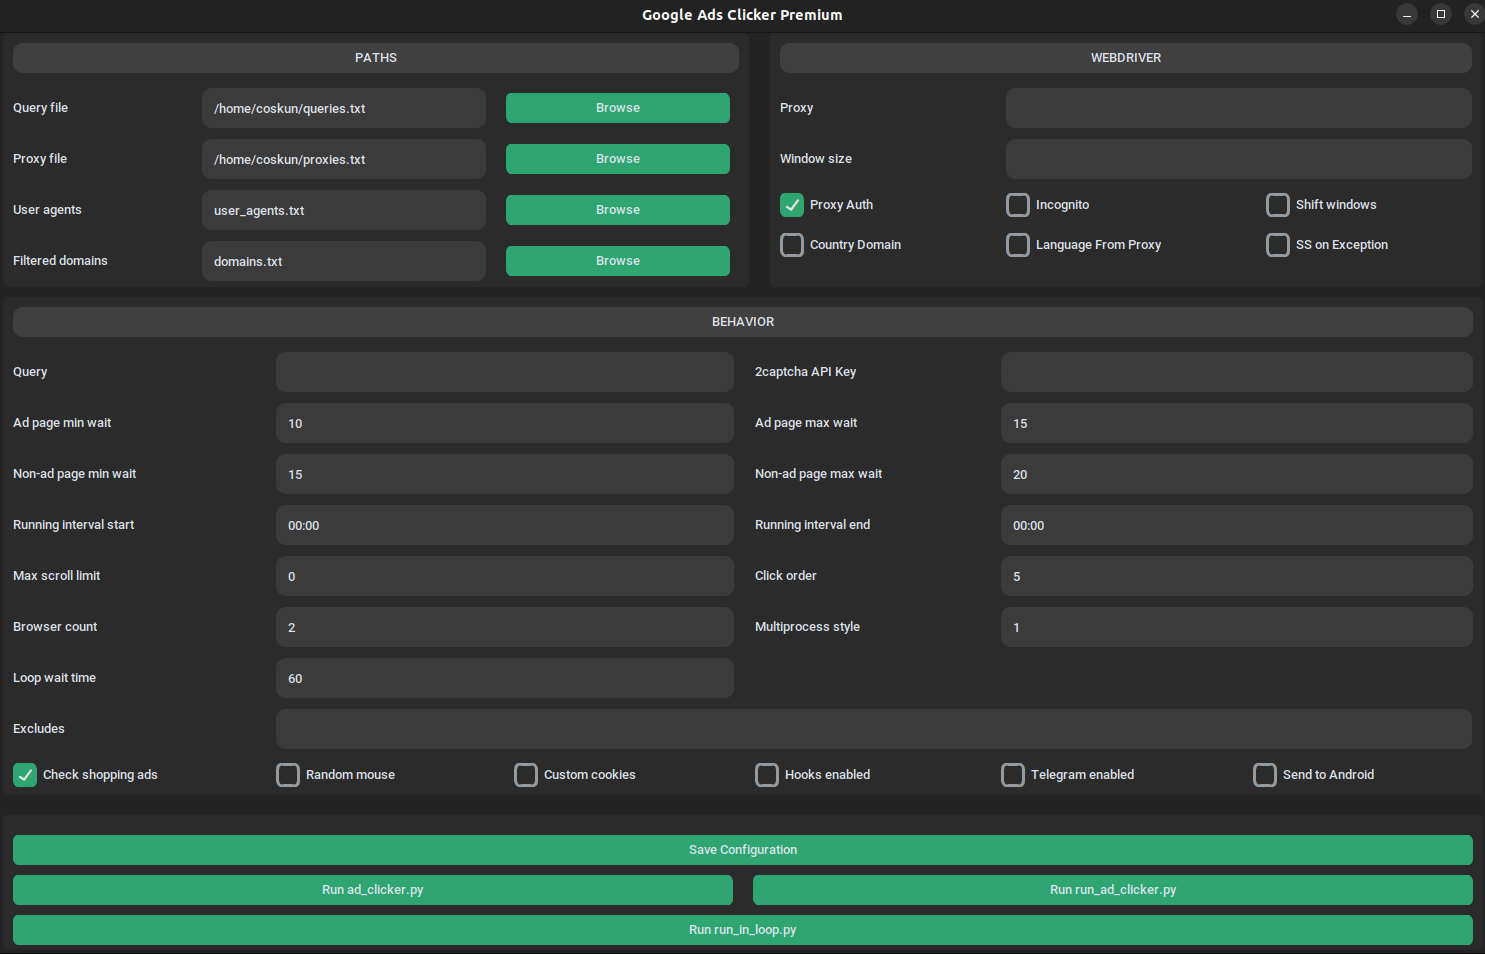 Google Ads Clicker Premium
PATHS
Query file /home/coskun/queries.txt Browse
Proxy file /home/coskun/proxies.txt Browse
User agents user_agents.txt Browse
Filtered domains domains.txt Browse
WEBDRIVER
Proxy
Window size
Proxy Auth Incognito Shift windows
Country Domain Language From Proxy SS on Exception
BEHAVIOR
Query 2captcha API Key
Ad page min wait 10 Ad page max wait 15
Non-ad page min wait 15 Non-ad page max wait 20
Running interval start 00:00 Running interval end 00:00
Max scroll limit 0 Click order 5
Browser count 2 Multiprocess style 1
Loop wait time 60
Excludes
Check shopping ads Random mouse Custom cookies Hooks enabled Telegram enabled Send to Android
Save Configuration
Run ad_clicker.py Run run_ad_clicker.py
Run run_in_loop.py